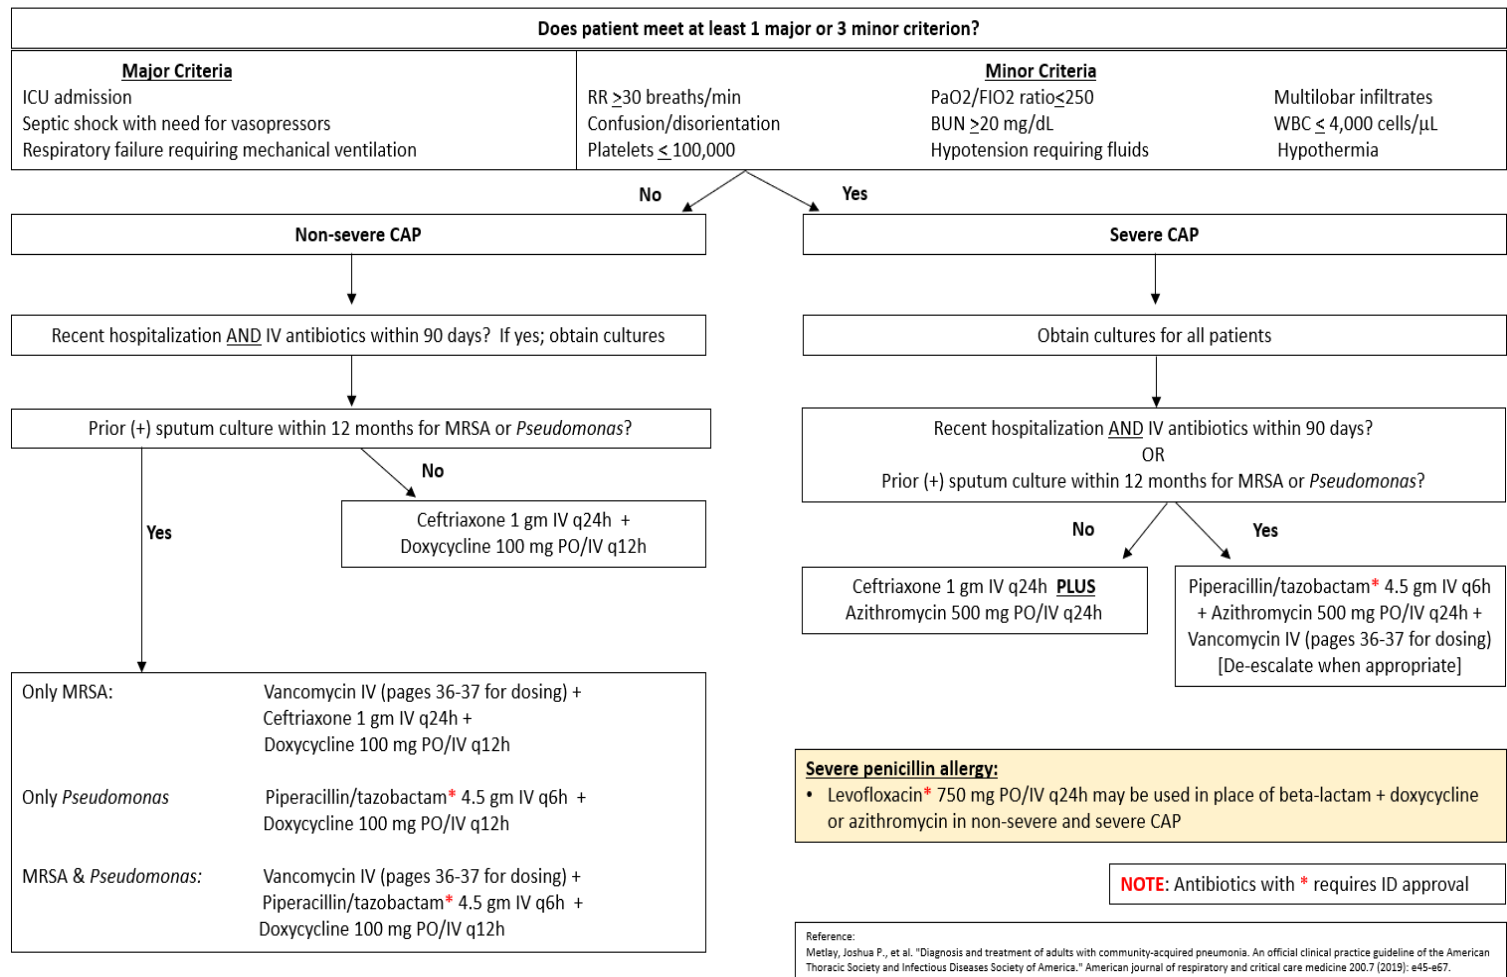 Does patient meet at least 1 major or 3 minor criterion?
Major Criteria
ICU admission
Septic shock with need for vasopressors
Respiratory failure requiring mechanical ventilation
Minor Criteria
RR ≥30 breaths/min
Confusion/disorientation
Platelets ≤ 100,000
PaO2/FIO2 ratio≤250
BUN ≥20 mg/dL
Hypotension requiring fluids
Multilobar infiltrates
WBC ≤ 4,000 cells/μL
Hypothermia
No
Yes
Non-severe CAP
Recent hospitalization AND IV antibiotics within 90 days? If yes; obtain cultures
Prior (+) sputum culture within 12 months for MRSA or Pseudomonas?
No
Yes
Ceftriaxone 1 gm IV q24h +
Doxycycline 100 mg PO/IV q12h
Only MRSA: Vancomycin IV (pages 36-37 for dosing) +
Ceftriaxone 1 gm IV q24h +
Doxycycline 100 mg PO/IV q12h
Only Pseudomonas Piperacillin/tazobactam* 4.5 gm IV q6h +
Doxycycline 100 mg PO/IV q12h
MRSA & Pseudomonas: Vancomycin IV (pages 36-37 for dosing) +
Piperacillin/tazobactam* 4.5 gm IV q6h +
Doxycycline 100 mg PO/IV q12h
Severe CAP
Obtain cultures for all patients
Recent hospitalization AND IV antibiotics within 90 days?
OR
Prior (+) sputum culture within 12 months for MRSA or Pseudomonas?
No
Yes
Ceftriaxone 1 gm IV q24h PLUS
Azithromycin 500 mg PO/IV q24h
Piperacillin/tazobactam* 4.5 gm IV q6h
+ Azithromycin 500 mg PO/IV q24h +
Vancomycin IV (pages 36-37 for dosing)
[De-escalate when appropriate]
Severe penicillin allergy:
• Levofloxacin* 750 mg PO/IV q24h may be used in place of beta-lactam + doxycycline
or azithromycin in non-severe and severe CAP
NOTE: Antibiotics with * requires ID approval
Reference:
Metlay, Joshua P., et al. "Diagnosis and treatment of adults with community-acquired pneumonia. An official clinical practice guideline of the American
Thoracic Society and Infectious Diseases Society of America." American journal of respiratory and critical care medicine 200.7 (2019): e45-e67.